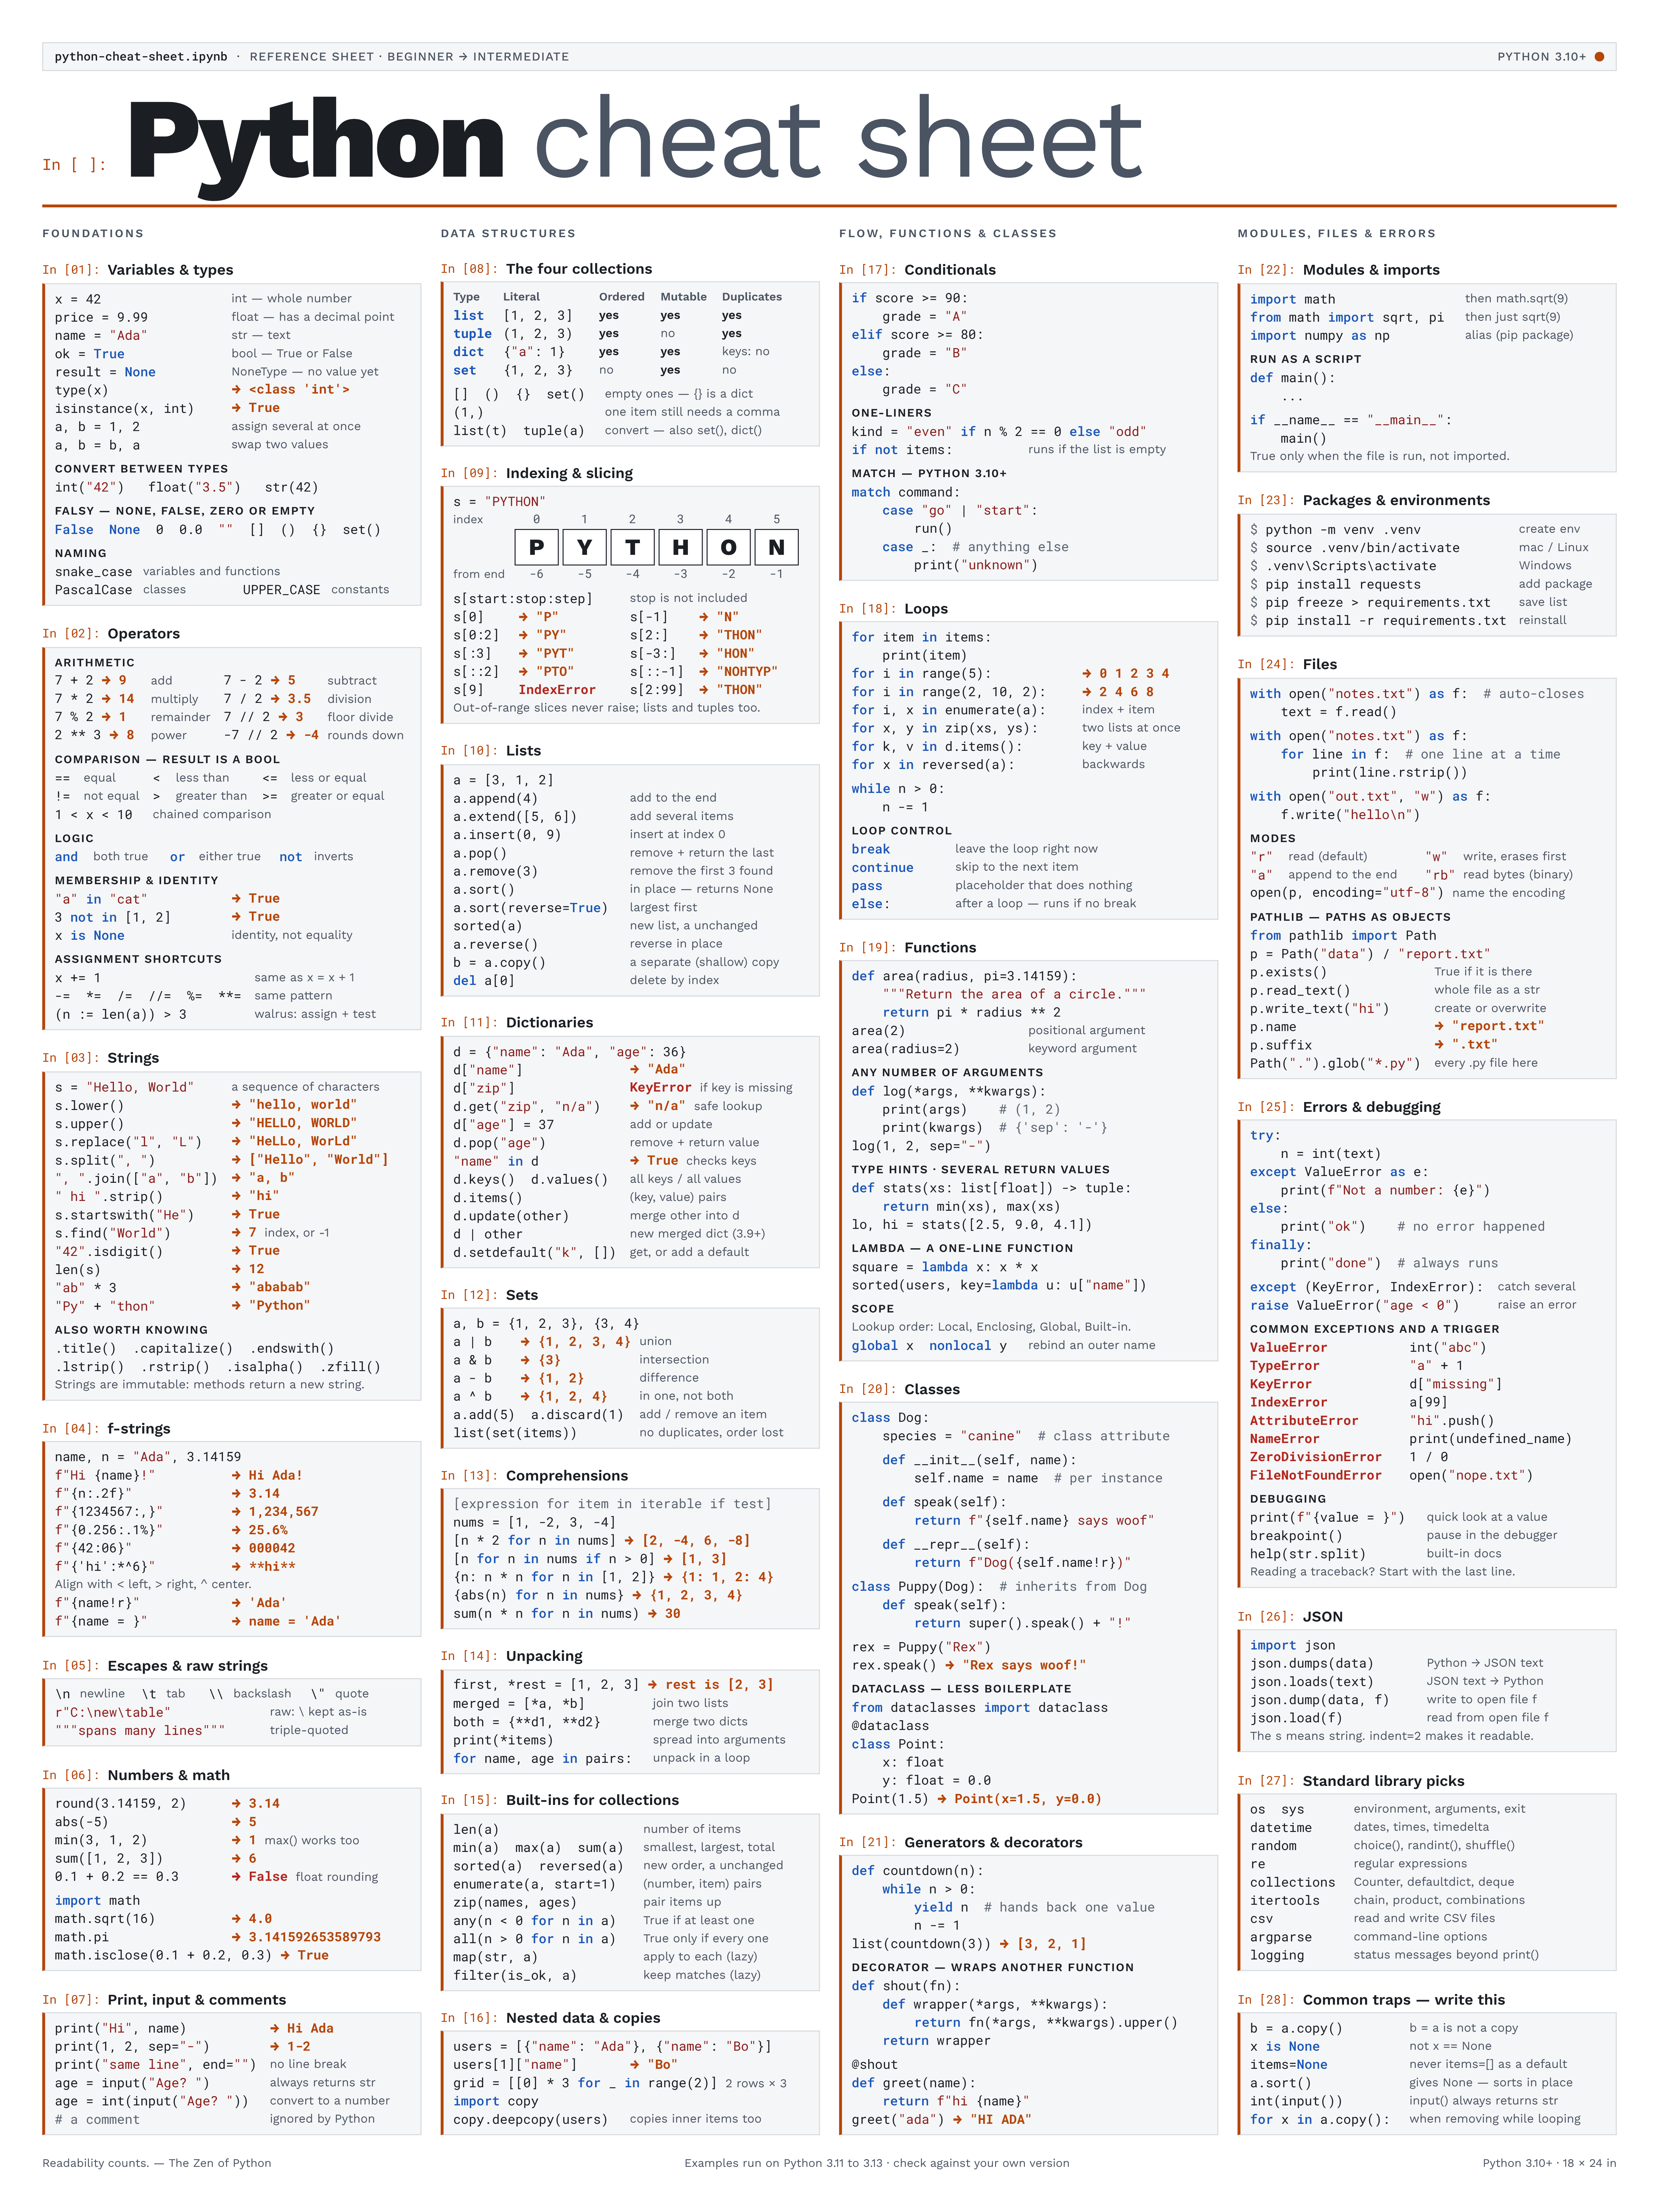 python-cheat-sheet.ipynb · REFERENCE SHEET · BEGINNER → INTERMEDIATE
PYTHON 3.10+
In [ ]: Python cheat sheet
FOUNDATIONS
In [01]: Variables & types
x = 42 int — whole number
price = 9.99 float — has a decimal point
name = "Ada" str — text
ok = True bool — True or False
result = None NoneType — no value yet
type(x) → <class 'int'>
isinstance(x, int) → True
a, b = 1, 2 assign several at once
a, b = b, a swap two values
CONVERT BETWEEN TYPES
int("42") float("3.5") str(42)
FALSY — NONE, FALSE, ZERO OR EMPTY
False None 0 0.0 "" [] () {} set()
NAMING
snake_case variables and functions
PascalCase classes UPPER_CASE constants
In [02]: Operators
ARITHMETIC
7 + 2 → 9 add 7 - 2 → 5 subtract
7 * 2 → 14 multiply 7 / 2 → 3.5 division
7 % 2 → 1 remainder 7 // 2 → 3 floor divide
2 ** 3 → 8 power -7 // 2 → -4 rounds down
COMPARISON — RESULT IS A BOOL
== equal < less than <= less or equal
!= not equal > greater than >= greater or equal
1 < x < 10 chained comparison
LOGIC
and both true or either true not inverts
MEMBERSHIP & IDENTITY
"a" in "cat" → True
3 not in [1, 2] → True
x is None identity, not equality
ASSIGNMENT SHORTCUTS
x += 1 same as x = x + 1
-= *= /= //= %= **= same pattern
(n := len(a)) > 3 walrus: assign + test
In [03]: Strings
s = "Hello, World" a sequence of characters
s.lower() → "hello, world"
s.upper() → "HELLO, WORLD"
s.replace("l", "L") → "HeLLo, WorLd"
s.split(", ") → ["Hello", "World"]
", ".join(["a", "b"]) → "a, b"
" hi ".strip() → "hi"
s.startswith("He") → True
s.find("World") → 7 index, or -1
"42".isdigit() → True
len(s) → 12
"ab" * 3 → "ababab"
"Py" + "thon" → "Python"
ALSO WORTH KNOWING
.title() .capitalize() .endswith()
.lstrip() .rstrip() .isalpha() .zfill()
Strings are immutable: methods return a new string.
In [04]: f-strings
name, n = "Ada", 3.14159
f"Hi {name}!" → Hi Ada!
f"{n:.2f}" → 3.14
f"{1234567:,}" → 1,234,567
f"{0.256:.1%}" → 25.6%
f"{42:06}" → 000042
f"{'hi':*^6}" → **hi**
Align with < left, > right, ^ center.
f"{name!r}" → 'Ada'
f"{name = }" → name = 'Ada'
In [05]: Escapes & raw strings
\n newline \t tab \\ backslash \" quote
r"C:\new\table" raw: \ kept as-is
"""spans many lines""" triple-quoted
In [06]: Numbers & math
round(3.14159, 2) → 3.14
abs(-5) → 5
min(3, 1, 2) → 1 max() works too
sum([1, 2, 3]) → 6
0.1 + 0.2 == 0.3 → False float rounding
import math
math.sqrt(16) → 4.0
math.pi → 3.141592653589793
math.isclose(0.1 + 0.2, 0.3) → True
In [07]: Print, input & comments
print("Hi", name) → Hi Ada
print(1, 2, sep="-") → 1-2
print("same line", end="") no line break
age = input("Age? ") always returns str
age = int(input("Age? ")) convert to a number
# a comment ignored by Python
DATA STRUCTURES
In [08]: The four collections
Type Literal Ordered Mutable Duplicates
list [1, 2, 3] yes yes yes
tuple (1, 2, 3) yes no yes
dict {"a": 1} yes yes keys: no
set {1, 2, 3} no yes no
[] () {} set() empty ones — {} is a dict
(1,) one item still needs a comma
list(t) tuple(a) convert — also set(), dict()
In [09]: Indexing & slicing
s = "PYTHON"
index 0 1 2 3 4 5
P Y T H O N
from end -6 -5 -4 -3 -2 -1
s[start:stop:step] stop is not included
s[0] → "P" s[-1] → "N"
s[0:2] → "PY" s[2:] → "THON"
s[:3] → "PYT" s[-3:] → "HON"
s[::2] → "PTO" s[::-1] → "NOHTYP"
s[9] IndexError s[2:99] → "THON"
Out-of-range slices never raise; lists and tuples too.
In [10]: Lists
a = [3, 1, 2]
a.append(4) add to the end
a.extend([5, 6]) add several items
a.insert(0, 9) insert at index 0
a.pop() remove + return the last
a.remove(3) remove the first 3 found
a.sort() in place — returns None
a.sort(reverse=True) largest first
sorted(a) new list, a unchanged
a.reverse() reverse in place
b = a.copy() a separate (shallow) copy
del a[0] delete by index
In [11]: Dictionaries
d = {"name": "Ada", "age": 36}
d["name"] → "Ada"
d["zip"] KeyError if key is missing
d.get("zip", "n/a") → "n/a" safe lookup
d["age"] = 37 add or update
d.pop("age") remove + return value
"name" in d → True checks keys
d.keys() d.values() all keys / all values
d.items() (key, value) pairs
d.update(other) merge other into d
d | other new merged dict (3.9+)
d.setdefault("k", []) get, or add a default
In [12]: Sets
a, b = {1, 2, 3}, {3, 4}
a | b → {1, 2, 3, 4} union
a & b → {3} intersection
a - b → {1, 2} difference
a ^ b → {1, 2, 4} in one, not both
a.add(5) a.discard(1) add / remove an item
list(set(items)) no duplicates, order lost
In [13]: Comprehensions
[expression for item in iterable if test]
nums = [1, -2, 3, -4]
[n * 2 for n in nums] → [2, -4, 6, -8]
[n for n in nums if n > 0] → [1, 3]
{n: n * n for n in [1, 2]} → {1: 1, 2: 4}
{abs(n) for n in nums} → {1, 2, 3, 4}
sum(n * n for n in nums) → 30
In [14]: Unpacking
first, *rest = [1, 2, 3] → rest is [2, 3]
merged = [*a, *b] join two lists
both = {**d1, **d2} merge two dicts
print(*items) spread into arguments
for name, age in pairs: unpack in a loop
In [15]: Built-ins for collections
len(a) number of items
min(a) max(a) sum(a) smallest, largest, total
sorted(a) reversed(a) new order, a unchanged
enumerate(a, start=1) (number, item) pairs
zip(names, ages) pair items up
any(n < 0 for n in a) True if at least one
all(n > 0 for n in a) True only if every one
map(str, a) apply to each (lazy)
filter(is_ok, a) keep matches (lazy)
In [16]: Nested data & copies
users = [{"name": "Ada"}, {"name": "Bo"}]
users[1]["name"] → "Bo"
grid = [[0] * 3 for _ in range(2)] 2 rows × 3
import copy
copy.deepcopy(users) copies inner items too
FLOW, FUNCTIONS & CLASSES
In [17]: Conditionals
if score >= 90:
grade = "A"
elif score >= 80:
grade = "B"
else:
grade = "C"
ONE-LINERS
kind = "even" if n % 2 == 0 else "odd"
if not items: runs if the list is empty
MATCH — PYTHON 3.10+
match command:
case "go" | "start":
run()
case _: # anything else
print("unknown")
In [18]: Loops
for item in items:
print(item)
for i in range(5): → 0 1 2 3 4
for i in range(2, 10, 2): → 2 4 6 8
for i, x in enumerate(a): index + item
for x, y in zip(xs, ys): two lists at once
for k, v in d.items(): key + value
for x in reversed(a): backwards
while n > 0:
n -= 1
LOOP CONTROL
break leave the loop right now
continue skip to the next item
pass placeholder that does nothing
else: after a loop — runs if no break
In [19]: Functions
def area(radius, pi=3.14159):
"""Return the area of a circle."""
return pi * radius ** 2
area(2) positional argument
area(radius=2) keyword argument
ANY NUMBER OF ARGUMENTS
def log(*args, **kwargs):
print(args) # (1, 2)
print(kwargs) # {'sep': '-'}
log(1, 2, sep="-")
TYPE HINTS · SEVERAL RETURN VALUES
def stats(xs: list[float]) -> tuple:
return min(xs), max(xs)
lo, hi = stats([2.5, 9.0, 4.1])
LAMBDA — A ONE-LINE FUNCTION
square = lambda x: x * x
sorted(users, key=lambda u: u["name"])
SCOPE
Lookup order: Local, Enclosing, Global, Built-in.
global x nonlocal y rebind an outer name
In [20]: Classes
class Dog:
species = "canine" # class attribute
def __init__(self, name):
self.name = name # per instance
def speak(self):
return f"{self.name} says woof"
def __repr__(self):
return f"Dog({self.name!r})"
class Puppy(Dog): # inherits from Dog
def speak(self):
return super().speak() + "!"
rex = Puppy("Rex")
rex.speak() → "Rex says woof!"
DATACLASS — LESS BOILERPLATE
from dataclasses import dataclass
@dataclass
class Point:
x: float
y: float = 0.0
Point(1.5) → Point(x=1.5, y=0.0)
In [21]: Generators & decorators
def countdown(n):
while n > 0:
yield n # hands back one value
n -= 1
list(countdown(3)) → [3, 2, 1]
DECORATOR — WRAPS ANOTHER FUNCTION
def shout(fn):
def wrapper(*args, **kwargs):
return fn(*args, **kwargs).upper()
return wrapper
@shout
def greet(name):
return f"hi {name}"
greet("ada") → "HI ADA"
MODULES, FILES & ERRORS
In [22]: Modules & imports
import math then math.sqrt(9)
from math import sqrt, pi then just sqrt(9)
import numpy as np alias (pip package)
RUN AS A SCRIPT
def main():
...
if __name__ == "__main__":
main()
True only when the file is run, not imported.
In [23]: Packages & environments
$ python -m venv .venv create env
$ source .venv/bin/activate mac / Linux
$ .venv\Scripts\activate Windows
$ pip install requests add package
$ pip freeze > requirements.txt save list
$ pip install -r requirements.txt reinstall
In [24]: Files
with open("notes.txt") as f: # auto-closes
text = f.read()
with open("notes.txt") as f:
for line in f: # one line at a time
print(line.rstrip())
with open("out.txt", "w") as f:
f.write("hello\n")
MODES
"r" read (default) "w" write, erases first
"a" append to the end "rb" read bytes (binary)
open(p, encoding="utf-8") name the encoding
PATHLIB — PATHS AS OBJECTS
from pathlib import Path
p = Path("data") / "report.txt"
p.exists() True if it is there
p.read_text() whole file as a str
p.write_text("hi") create or overwrite
p.name → "report.txt"
p.suffix → ".txt"
Path(".").glob("*.py") every .py file here
In [25]: Errors & debugging
try:
n = int(text)
except ValueError as e:
print(f"Not a number: {e}")
else:
print("ok") # no error happened
finally:
print("done") # always runs
except (KeyError, IndexError): catch several
raise ValueError("age < 0") raise an error
COMMON EXCEPTIONS AND A TRIGGER
ValueError int("abc")
TypeError "a" + 1
KeyError d["missing"]
IndexError a[99]
AttributeError "hi".push()
NameError print(undefined_name)
ZeroDivisionError 1 / 0
FileNotFoundError open("nope.txt")
DEBUGGING
print(f"{value = }") quick look at a value
breakpoint() pause in the debugger
help(str.split) built-in docs
Reading a traceback? Start with the last line.
In [26]: JSON
import json
json.dumps(data) Python → JSON text
json.loads(text) JSON text → Python
json.dump(data, f) write to open file f
json.load(f) read from open file f
The s means string. indent=2 makes it readable.
In [27]: Standard library picks
os sys environment, arguments, exit
datetime dates, times, timedelta
random choice(), randint(), shuffle()
re regular expressions
collections Counter, defaultdict, deque
itertools chain, product, combinations
csv read and write CSV files
argparse command-line options
logging status messages beyond print()
In [28]: Common traps — write this
b = a.copy() b = a is not a copy
x is None not x == None
items=None never items=[] as a default
a.sort() gives None — sorts in place
int(input()) input() always returns str
for x in a.copy(): when removing while looping
Readability counts. — The Zen of Python
Examples run on Python 3.11 to 3.13 · check against your own version
Python 3.10+ · 18 × 24 in